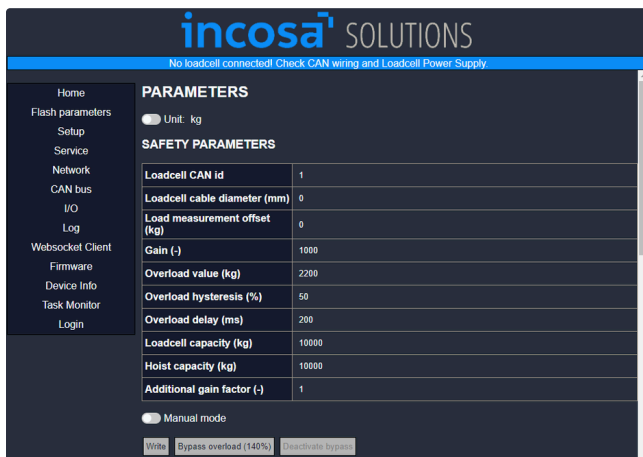 incosa SOLUTIONS
No loadcell connected! Check CAN wiring and Loadcell Power Supply.
Home
Flash parameters
Setup
Service
Network
CAN bus
I/O
Log
Websocket Client
Firmware
Device Info
Task Monitor
Login
PARAMETERS
Unit: kg
SAFETY PARAMETERS
Loadcell CAN id 1
Loadcell cable diameter (mm) 0
Load measurement offset
(kg) 0
Gain (-) 1000
Overload value (kg) 2200
Overload hysteresis (%) 50
Overload delay (ms) 200
Loadcell capacity (kg) 10000
Hoist capacity (kg) 10000
Additional gain factor (-) 1
Manual mode
Write Bypass overload (140%) Deactivate bypass